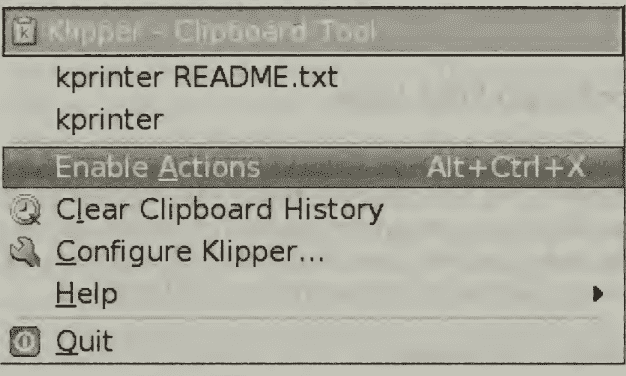 Klipper - Clipboard Tool
kprinter README.txt
kprinter
Enable Actions Alt+Ctrl+X
Clear Clipboard History
Configure Klipper...
Help
Quit